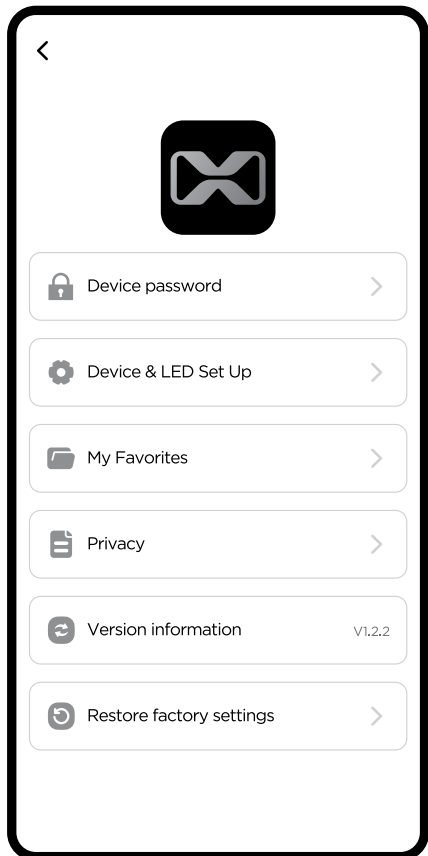 Device password
Device & LED Set Up
My Favorites
Privacy
Version information V1.2.2
Restore factory settings